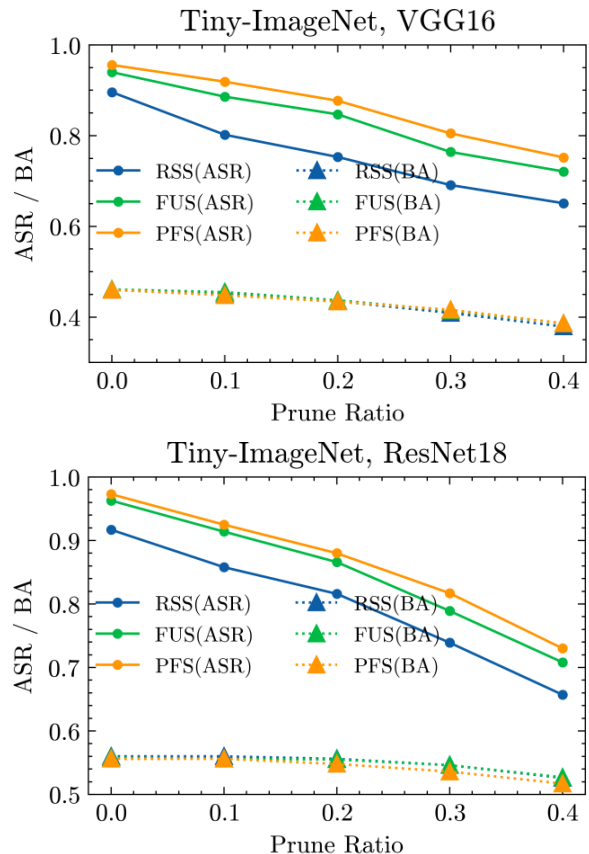 Tiny-ImageNet, VGG16
1.0
0.8
0.6
0.4
ASR / BA
RSS(ASR) RSS(BA)
FUS(ASR) FUS(BA)
PFS(ASR) PFS(BA)
0.0 0.1 0.2 0.3 0.4
Prune Ratio
Tiny-ImageNet, ResNet18
1.0
0.9
0.8
0.7
0.6
0.5
ASR / BA
RSS(ASR) RSS(BA)
FUS(ASR) FUS(BA)
PFS(ASR) PFS(BA)
0.0 0.1 0.2 0.3 0.4
Prune Ratio